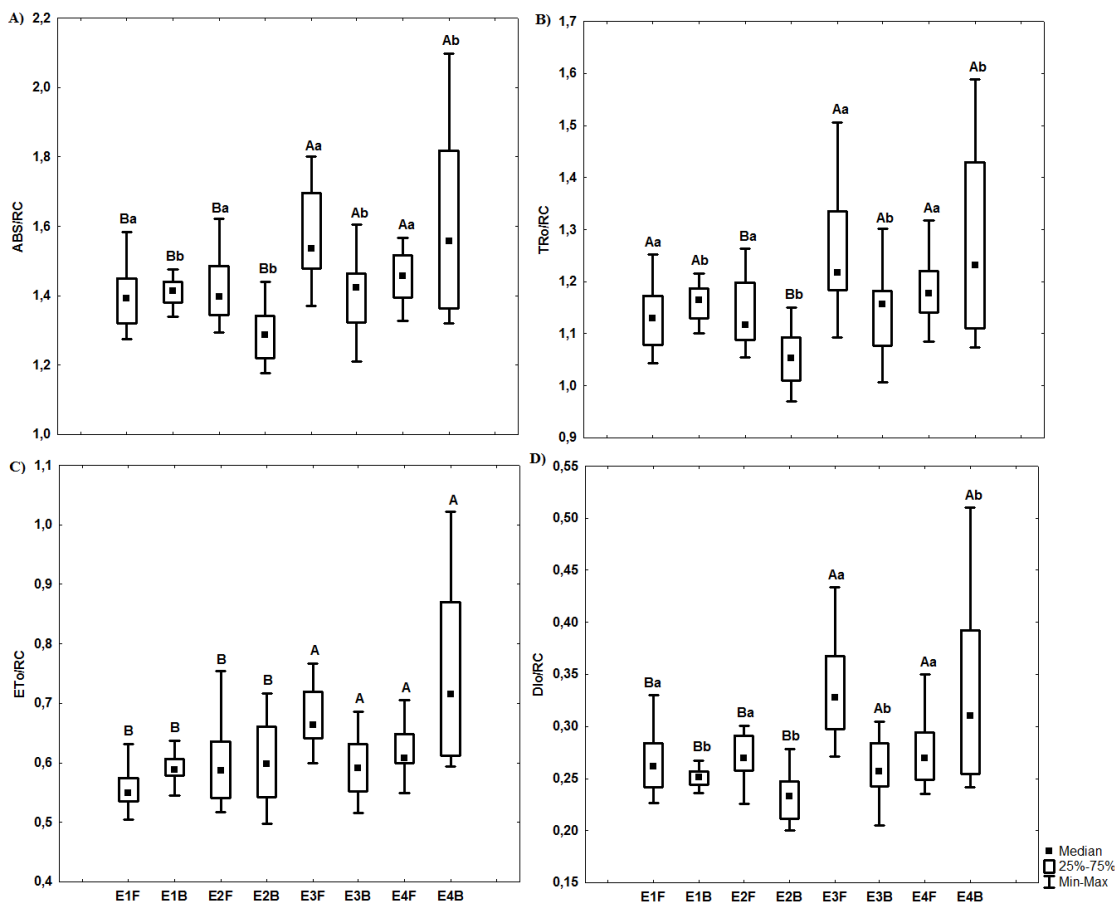 A)
2,2
2,0
1,8
1,6
1,4
1,2
1,0
ABS/RC
Ba
Bb
Ba
Bb
Aa
Ab
Aa
Ab
B)
1,7
1,6
1,5
1,4
1,3
1,2
1,1
1,0
0,9
TRo/RC
Aa
Ab
Ba
Bb
Aa
Ab
Aa
Ab
C)
1,1
1,0
0,9
0,8
0,7
0,6
0,5
0,4
ETo/RC
B
B
B
B
A
A
A
A
E1F E1B E2F E2B E3F E3B E4F E4B
D)
0,55
0,50
0,45
0,40
0,35
0,30
0,25
0,20
0,15
DIo/RC
Ba
Bb
Ba
Bb
Aa
Ab
Aa
Ab
E1F E1B E2F E2B E3F E3B E4F E4B
Median
25%-75%
Min-Max